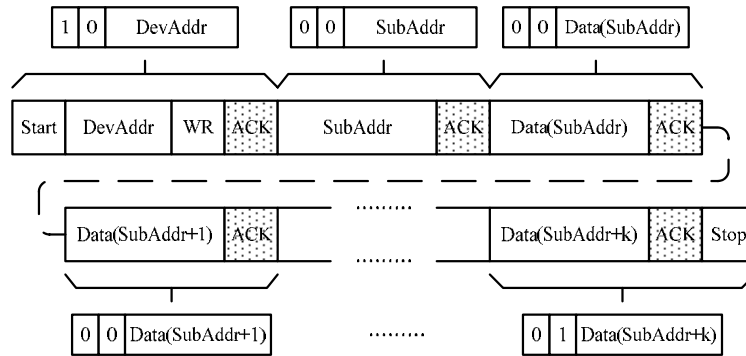 1 0 DevAddr 0 0 SubAddr 0 0 Data(SubAddr)
Start DevAddr WR ACK SubAddr ACK Data(SubAddr) ACK
Data(SubAddr+1) ACK ......... Data(SubAddr+k) ACK Stop
.........
0 0 Data(SubAddr+1) ......... 0 1 Data(SubAddr+k)